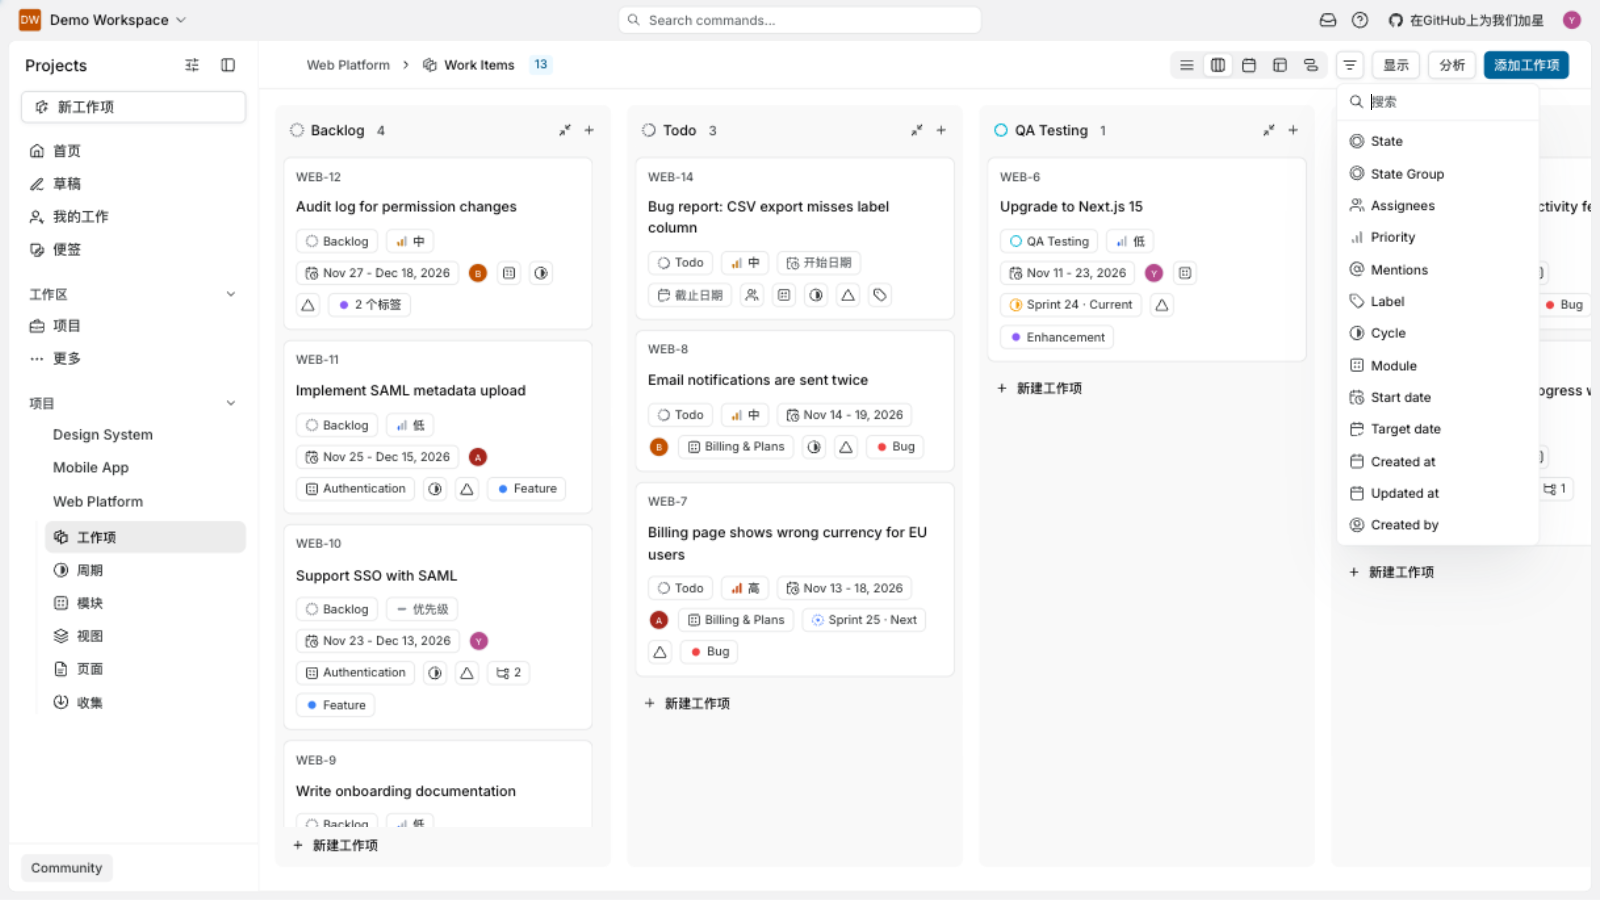 DW Demo Workspace
Search commands...
在GitHub上为我们加星
Y
Projects
新工作项
首页
草稿
我的工作
便签
工作区
项目
更多
项目
Design System
Mobile App
Web Platform
工作项
周期
模块
视图
页面
收集
Community
Web Platform
Work Items 13
显示
分析
添加工作项
Backlog 4
WEB-12
Audit log for permission changes
Backlog 中
Nov 27 - Dec 18, 2026 B
2 个标签
WEB-11
Implement SAML metadata upload
Backlog 低
Nov 25 - Dec 15, 2026 A
Authentication Feature
WEB-10
Support SSO with SAML
Backlog 优先级
Nov 23 - Dec 13, 2026 Y
Authentication 2
Feature
WEB-9
Write onboarding documentation
Backlog 低
+ 新建工作项
Todo 3
WEB-14
Bug report: CSV export misses label
column
Todo 中 开始日期
截止日期
WEB-8
Email notifications are sent twice
Todo 中 Nov 14 - 19, 2026
B Billing & Plans Bug
WEB-7
Billing page shows wrong currency for EU
users
Todo 高 Nov 13 - 18, 2026
A Billing & Plans Sprint 25 · Next
Bug
+ 新建工作项
QA Testing 1
WEB-6
Upgrade to Next.js 15
QA Testing 低
Nov 11 - 23, 2026 Y
Sprint 24 · Current
Enhancement
+ 新建工作项
搜索
State
State Group
Assignees
Priority
Mentions
Label
Cycle
Module
Start date
Target date
Created at
Updated at
Created by
Bug
1
+ 新建工作项